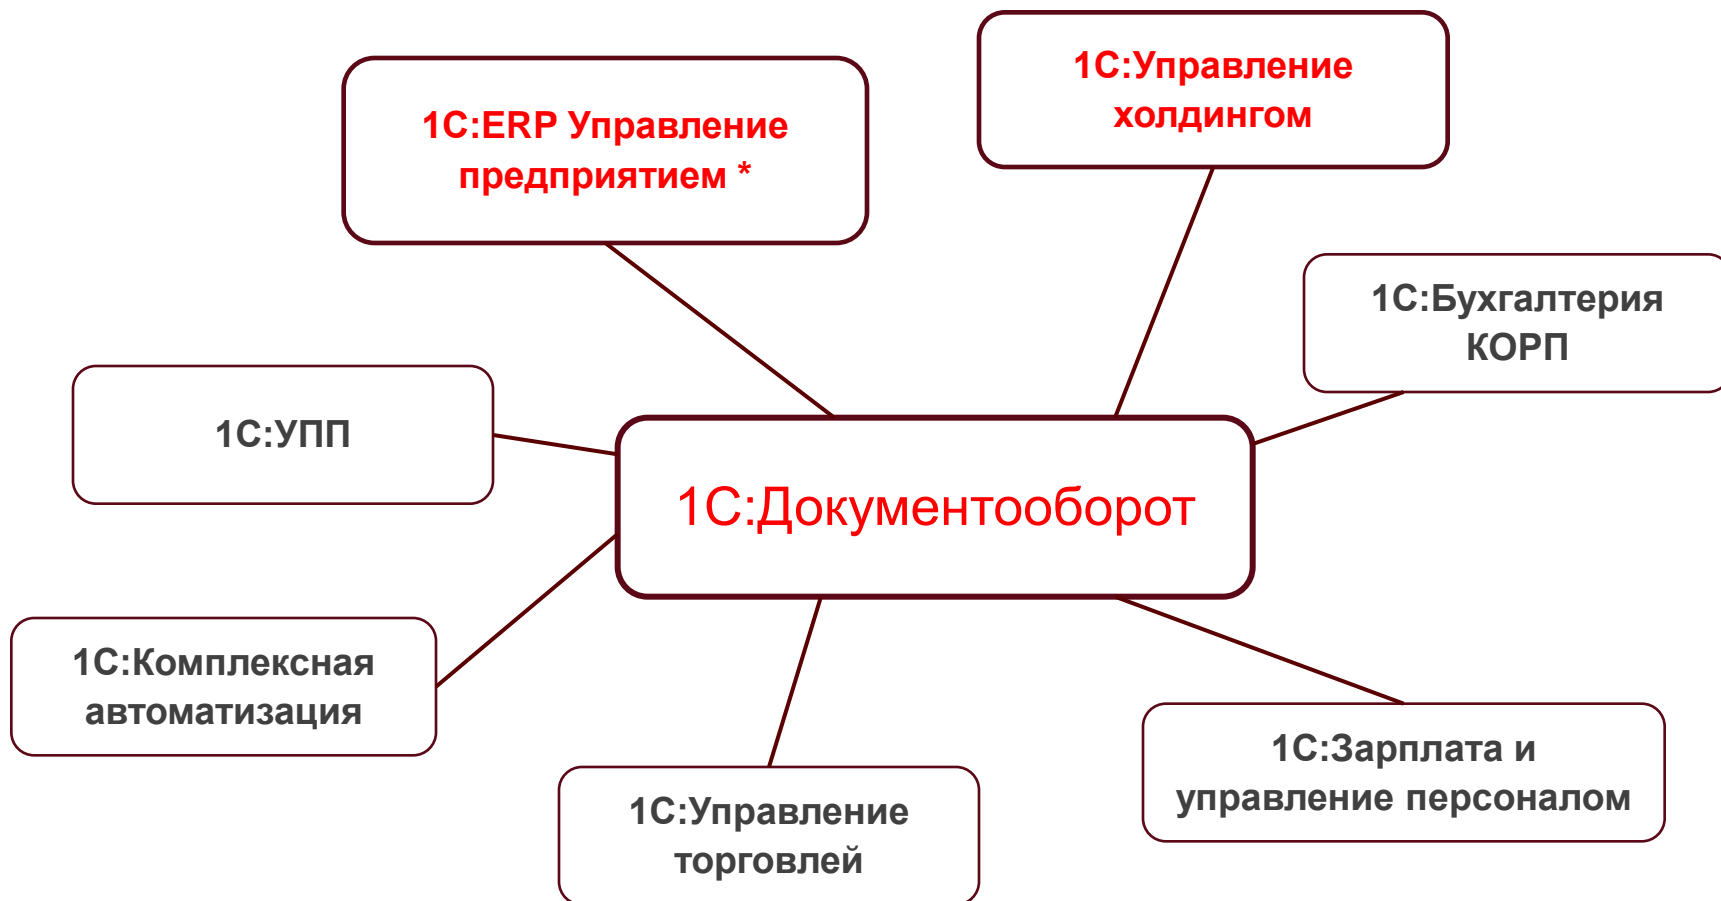 1С:Управление
холдингом
1С:ERP Управление
предприятием *
1С:Бухгалтерия
КОРП
1С:УПП
1С:Документооборот
1С:Комплексная
автоматизация
1С:Зарплата и
управление персоналом
1С:Управление
торговлей